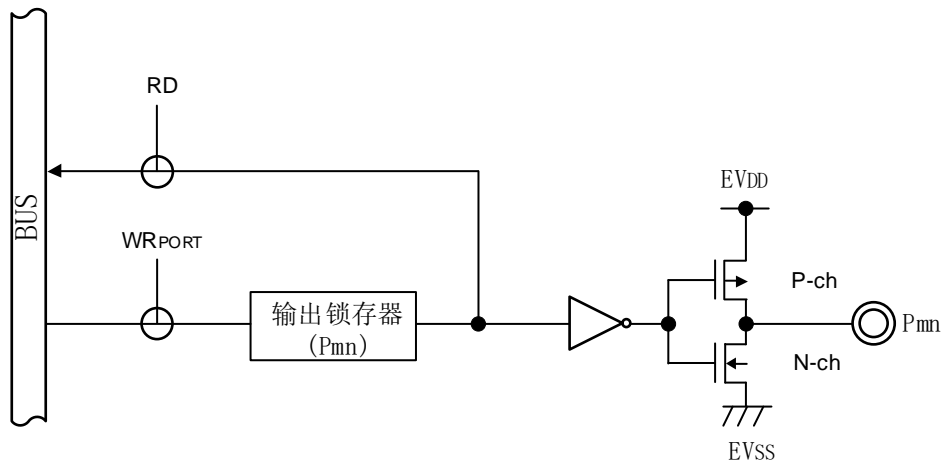 RD
EVDD
BUS
WRPORT
P-ch
输出锁存器
(Pmn)
Pmn
N-ch
EVSS